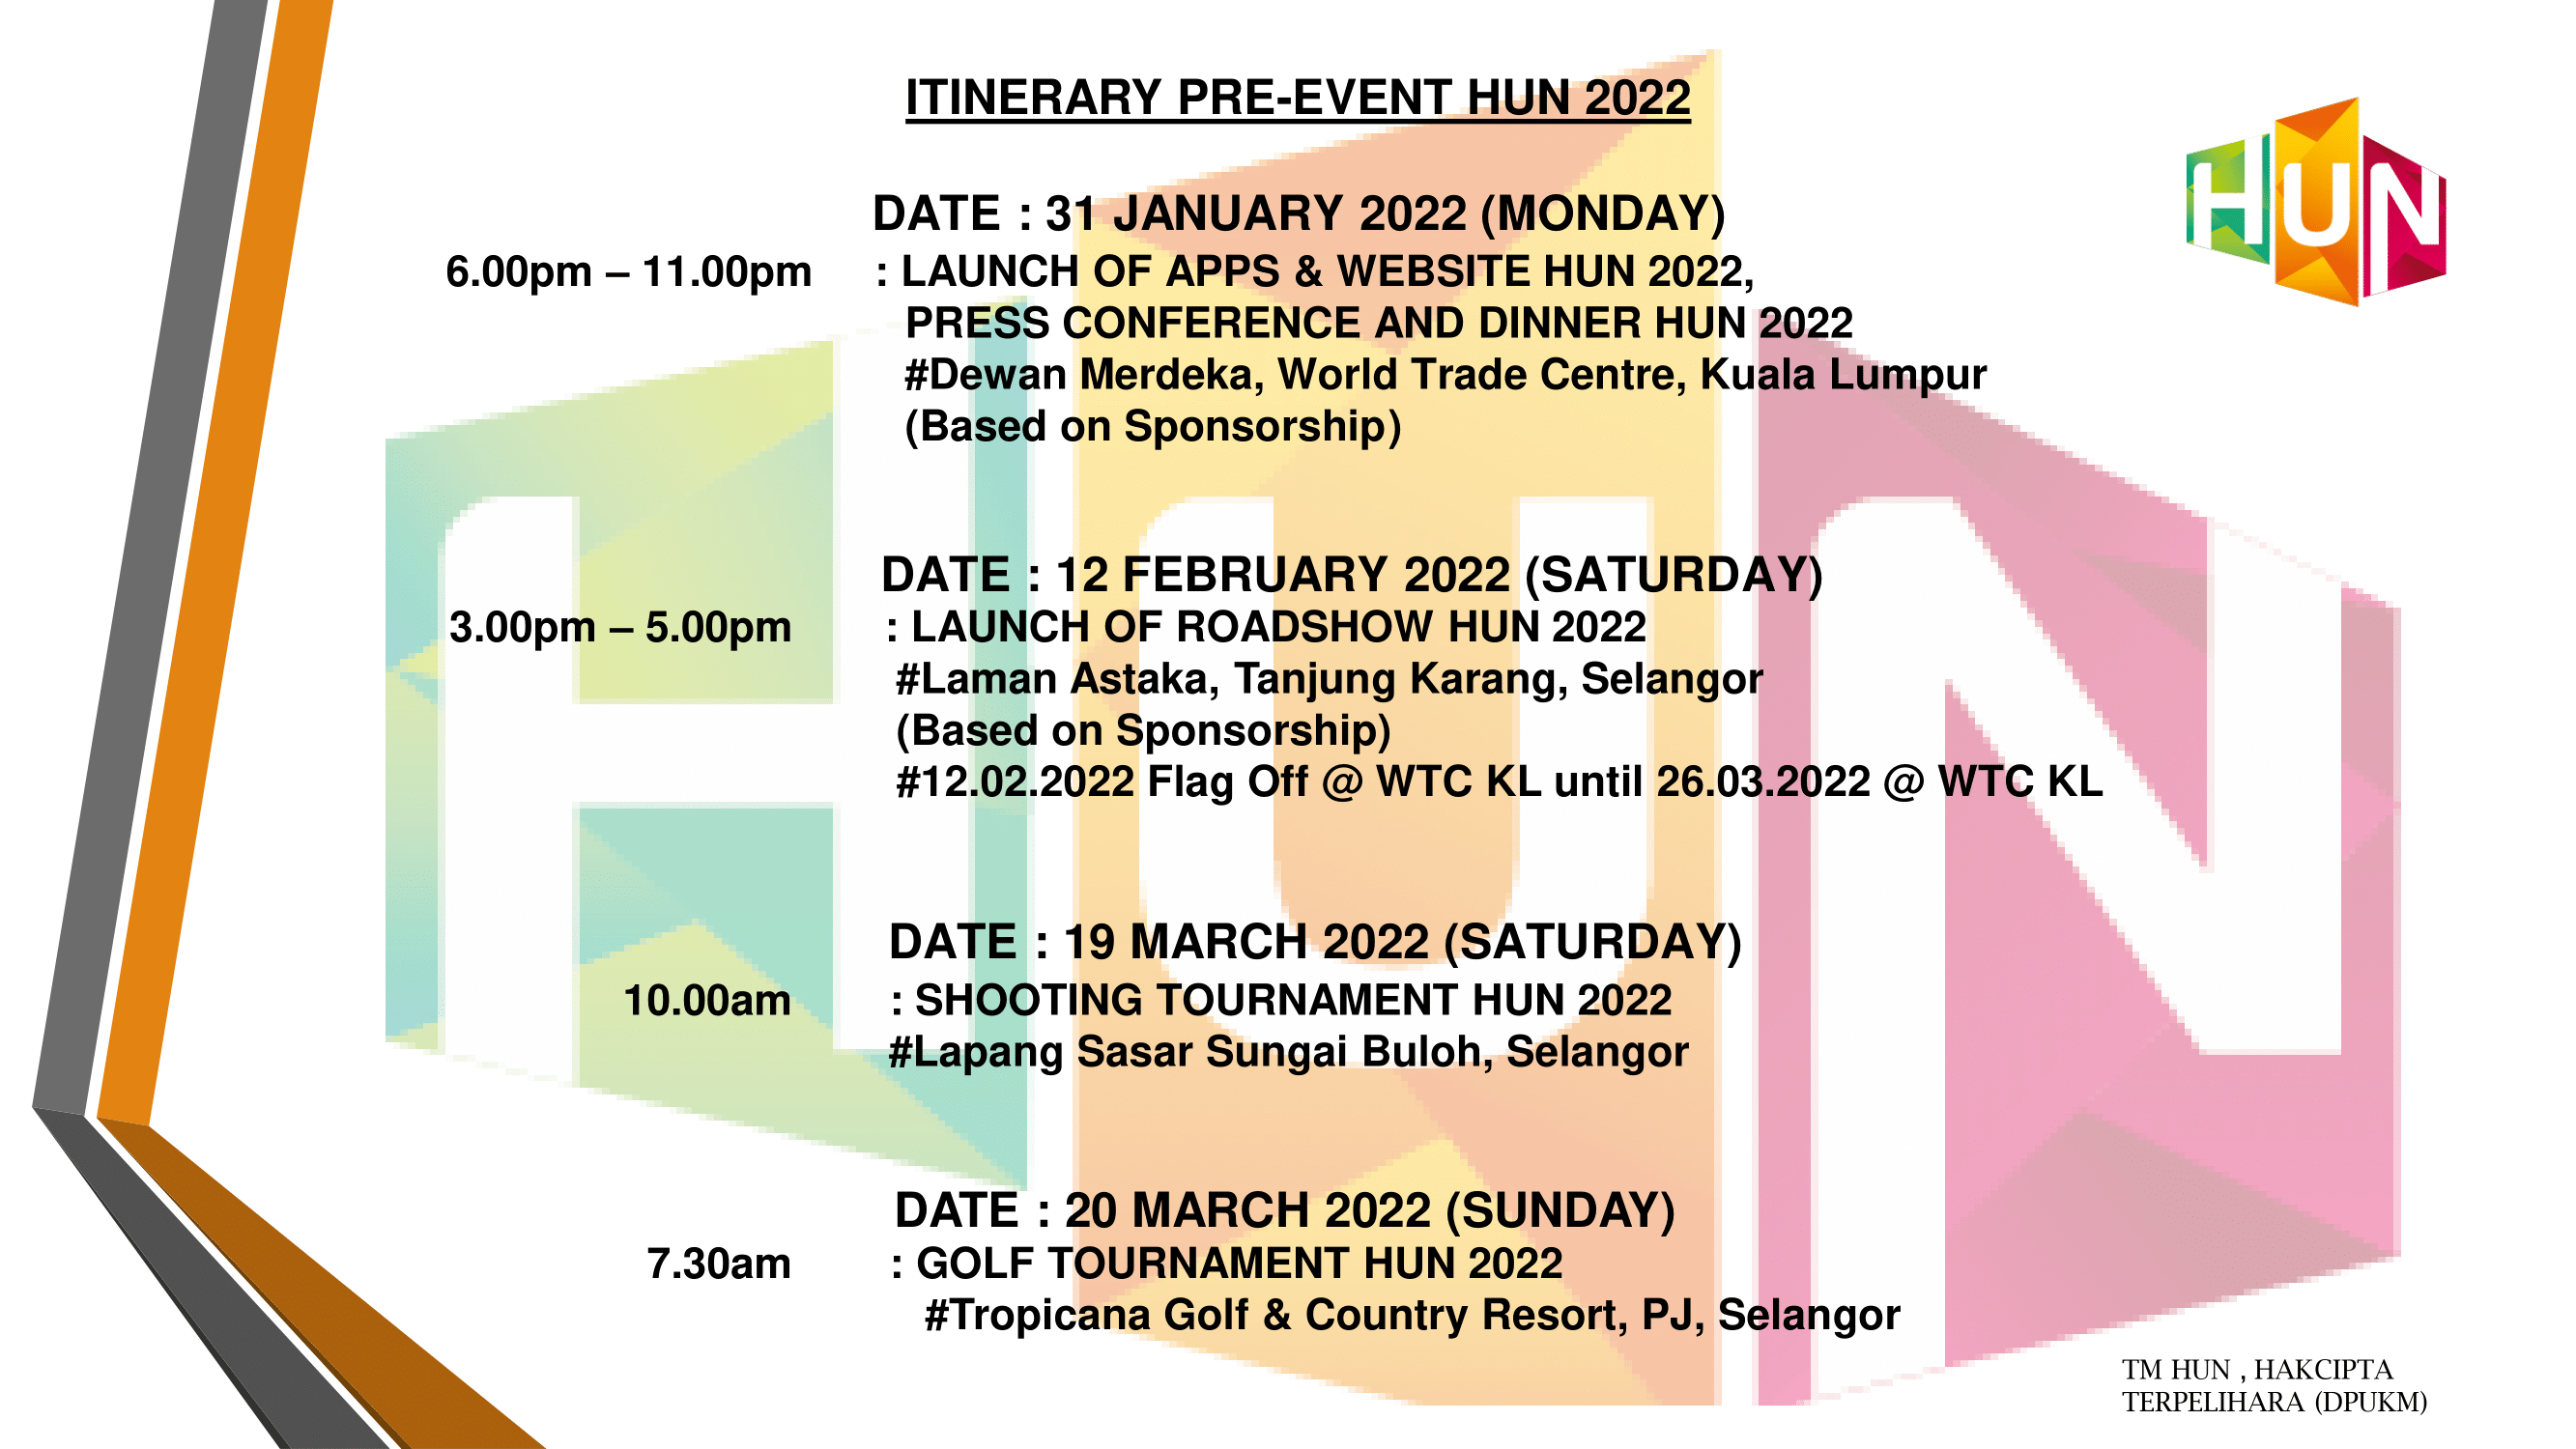 ITINERARY PRE-EVENT HUN 2022
HUN
DATE : 31 JANUARY 2022 (MONDAY)
6.00pm – 11.00pm : LAUNCH OF APPS & WEBSITE HUN 2022,
PRESS CONFERENCE AND DINNER HUN 2022
#Dewan Merdeka, World Trade Centre, Kuala Lumpur
(Based on Sponsorship)
DATE : 12 FEBRUARY 2022 (SATURDAY)
3.00pm – 5.00pm : LAUNCH OF ROADSHOW HUN 2022
#Laman Astaka, Tanjung Karang, Selangor
(Based on Sponsorship)
#12.02.2022 Flag Off @ WTC KL until 26.03.2022 @ WTC KL
HUN
DATE : 19 MARCH 2022 (SATURDAY)
10.00am : SHOOTING TOURNAMENT HUN 2022
#Lapang Sasar Sungai Buloh, Selangor
DATE : 20 MARCH 2022 (SUNDAY)
7.30am : GOLF TOURNAMENT HUN 2022
#Tropicana Golf & Country Resort, PJ, Selangor
TM HUN , HAKCIPTA
TERPELIHARA (DPUKM)